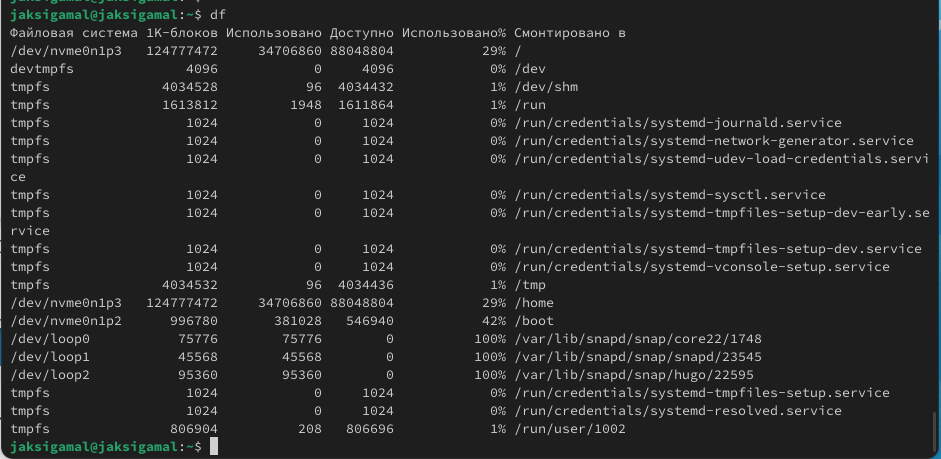 jaksigamal@jaksigamal:~$ df
Файловая система 1K-блоков Использовано Доступно Использовано% Смонтировано в
/dev/nvme0n1p3   124777472     34706860 88048804           29% /
devtmpfs              4096            0     4096            0% /dev
tmpfs              4034528           96  4034432            1% /dev/shm
tmpfs              1613812         1948  1611864            1% /run
tmpfs                 1024            0     1024            0% /run/credentials/systemd-journald.service
tmpfs                 1024            0     1024            0% /run/credentials/systemd-network-generator.service
tmpfs                 1024            0     1024            0% /run/credentials/systemd-udev-load-credentials.servi
ce
tmpfs                 1024            0     1024            0% /run/credentials/systemd-sysctl.service
tmpfs                 1024            0     1024            0% /run/credentials/systemd-tmpfiles-setup-dev-early.se
rvice
tmpfs                 1024            0     1024            0% /run/credentials/systemd-tmpfiles-setup-dev.service
tmpfs                 1024            0     1024            0% /run/credentials/systemd-vconsole-setup.service
tmpfs              4034532           96  4034436            1% /tmp
/dev/nvme0n1p3   124777472     34706860 88048804           29% /home
/dev/nvme0n1p2      996780       381028   546940           42% /boot
/dev/loop0           75776        75776        0          100% /var/lib/snapd/snap/core22/1748
/dev/loop1           45568        45568        0          100% /var/lib/snapd/snap/snapd/23545
/dev/loop2           95360        95360        0          100% /var/lib/snapd/snap/hugo/22595
tmpfs                 1024            0     1024            0% /run/credentials/systemd-tmpfiles-setup.service
tmpfs                 1024            0     1024            0% /run/credentials/systemd-resolved.service
tmpfs               806904          208   806696            1% /run/user/1002
jaksigamal@jaksigamal:~$